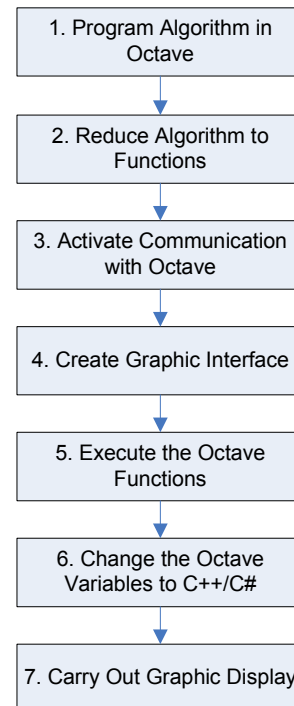 1. Program Algorithm in
Octave
2. Reduce Algorithm to
Functions
3. Activate Communication
with Octave
4. Create Graphic Interface
5. Execute the Octave
Functions
6. Change the Octave
Variables to C++/C#
7. Carry Out Graphic Display